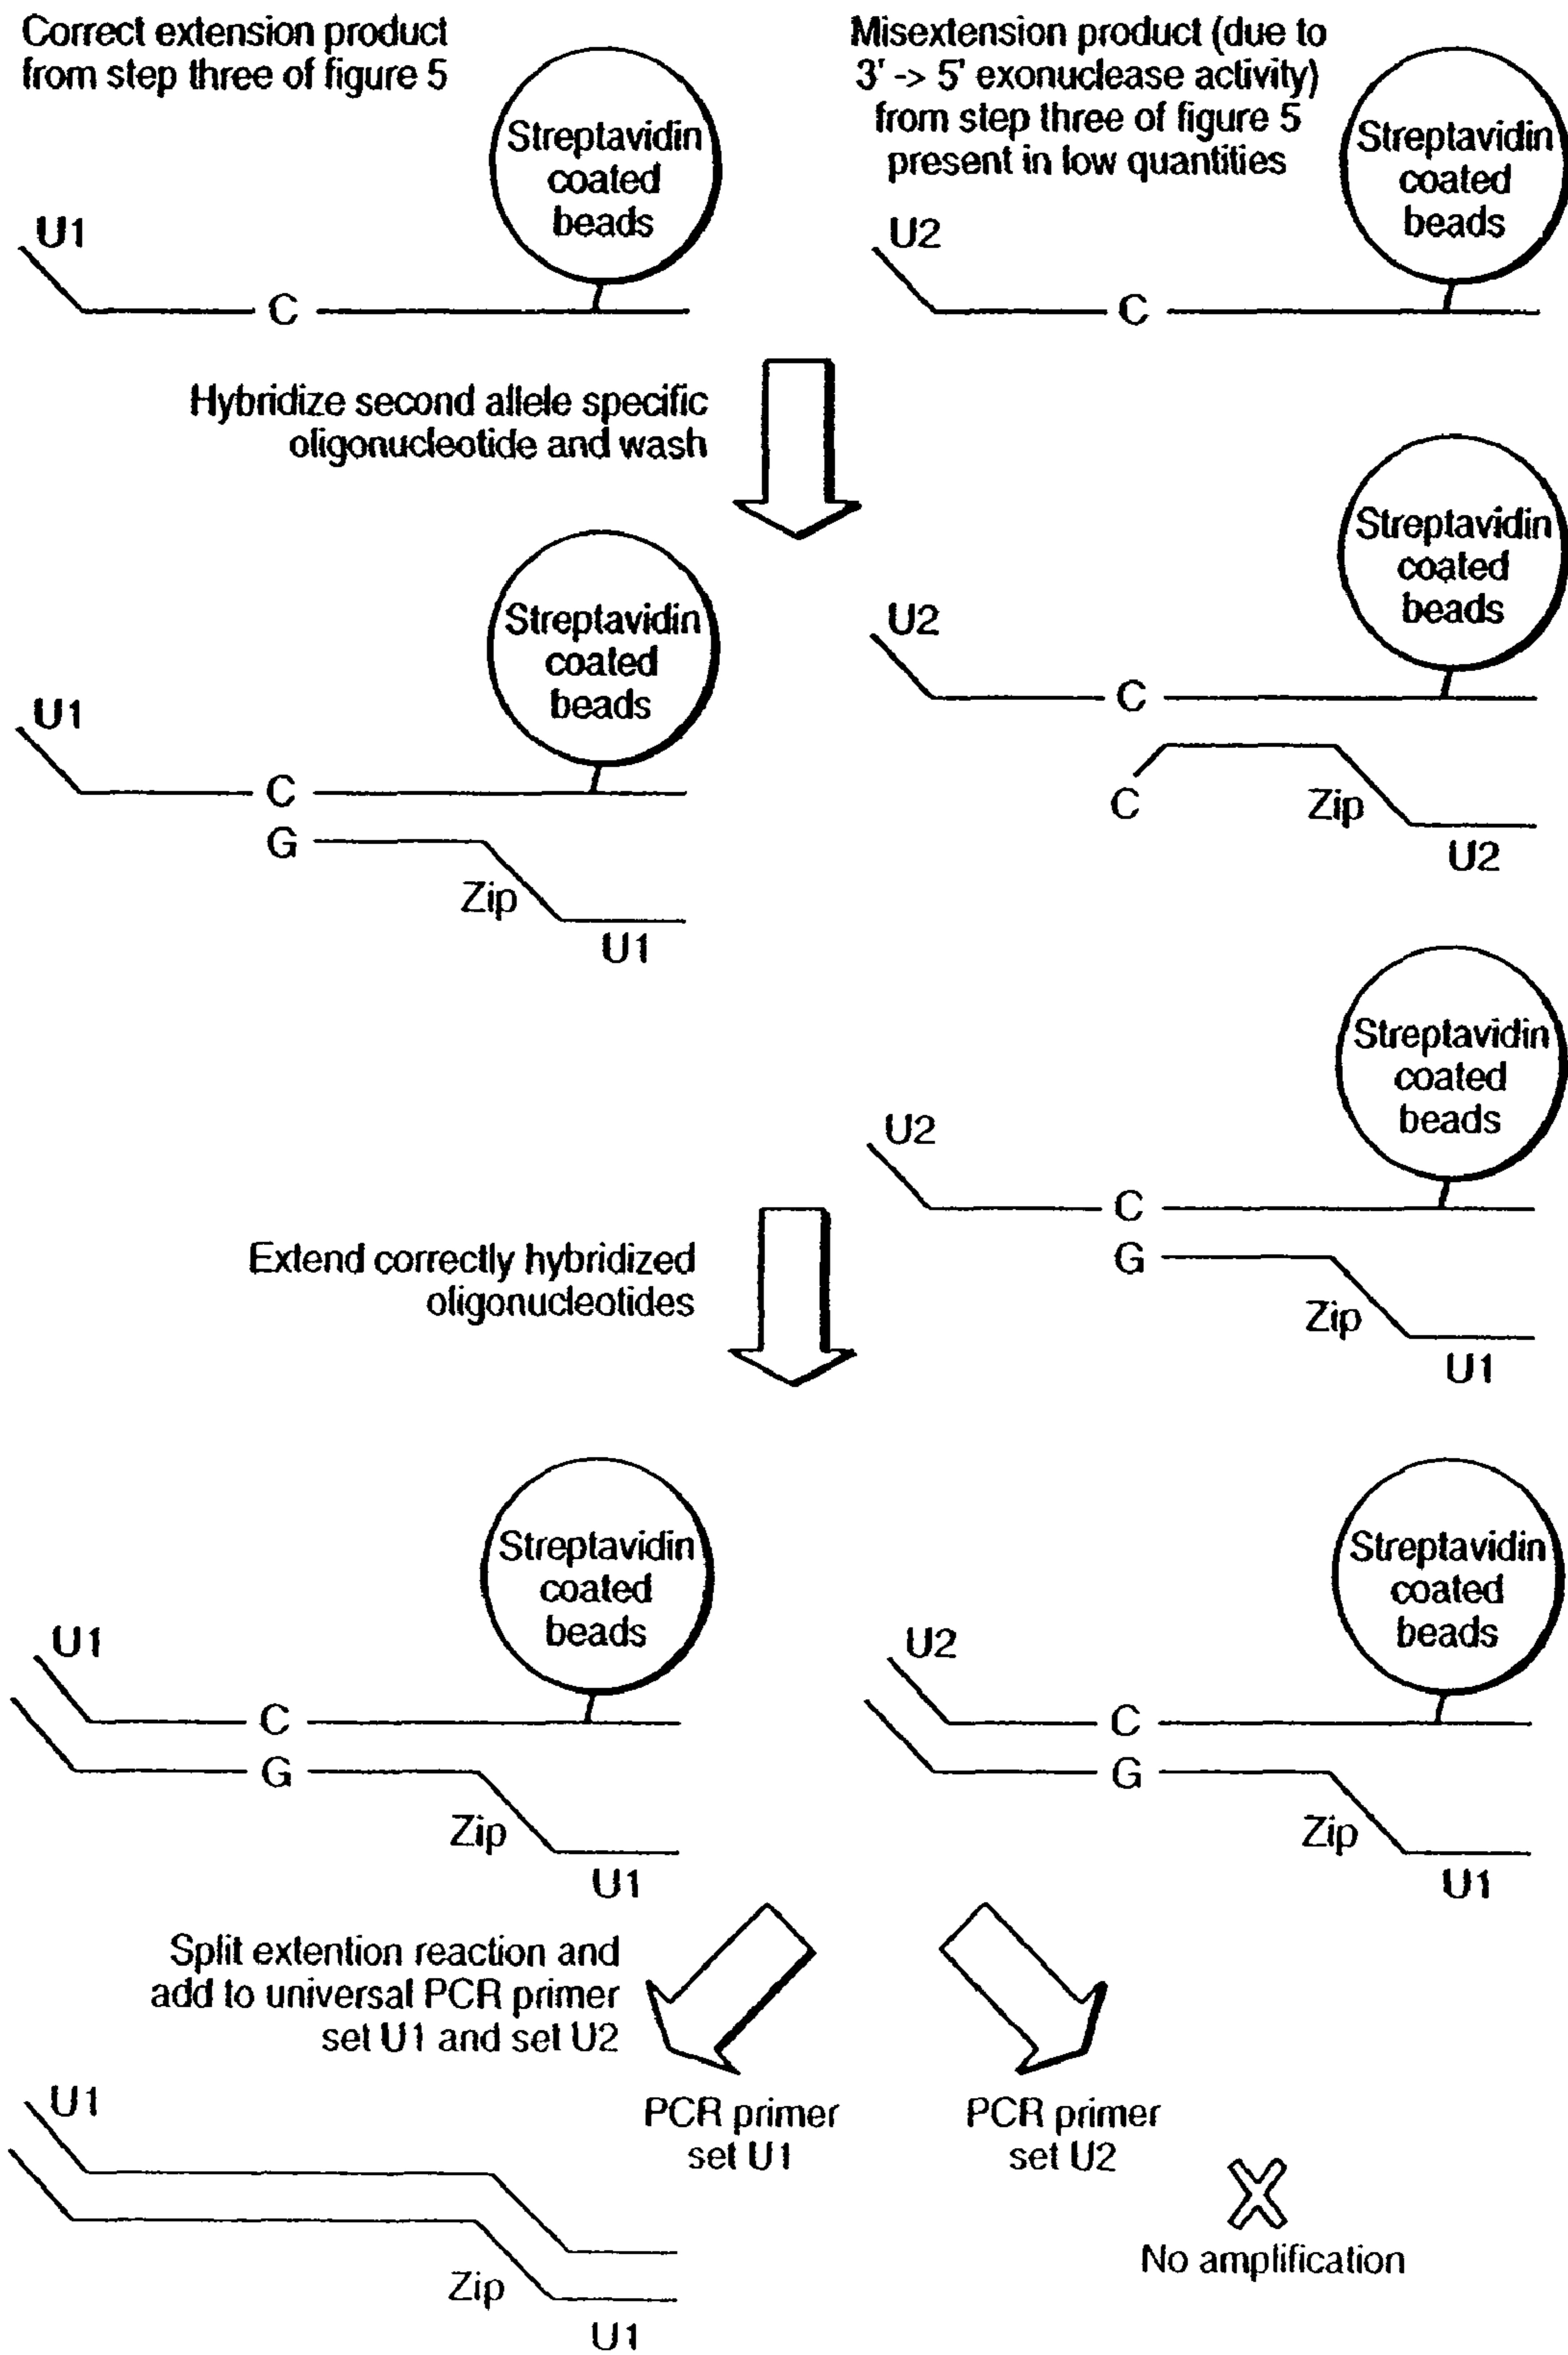 Correct extension product
from step three of figure 5
Misextension product (due to
3' -> 5' exonuclease activity)
from step three of figure 5
present in low quantities
Streptavidin
coated
beads
Streptavidin
coated
beads
U1
C
U2
C
Hybridize second allele specific
oligonucleotide and wash
Streptavidin
coated
beads
U1
C
G
Zip
U1
Streptavidin
coated
beads
U2
C
C
Zip
U2
Streptavidin
coated
beads
U2
C
G
Zip
U1
Extend correctly hybridized
oligonucleotides
Streptavidin
coated
beads
U1
C
G
Zip
U1
Streptavidin
coated
beads
U2
C
G
Zip
U1
Split extention reaction and
add to universal PCR primer
set U1 and set U2
PCR primer
set U1
PCR primer
set U2
U1
Zip
U1
X
No amplification